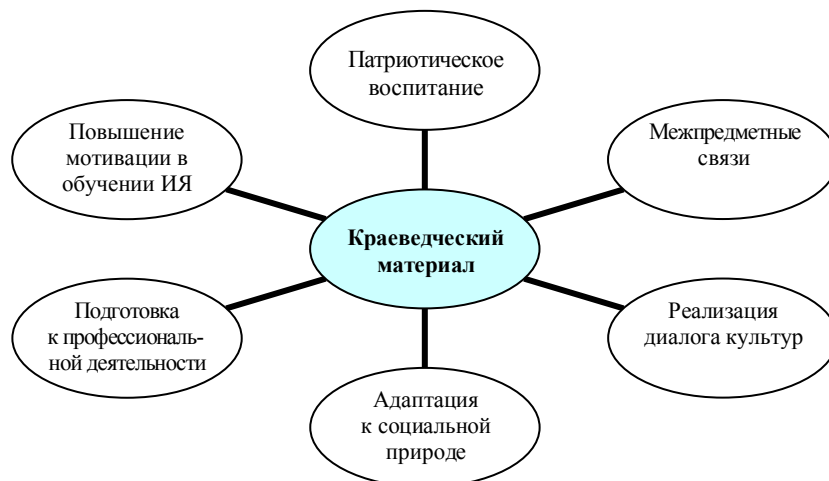 Патриотическое
воспитание
Повышение
мотивации в
обучении ИЯ
Межпредметные
связи
Краеведческий
материал
Подготовка
к профессиональ-
ной деятельности
Реализация
диалога культур
Адаптация
к социальной
природе